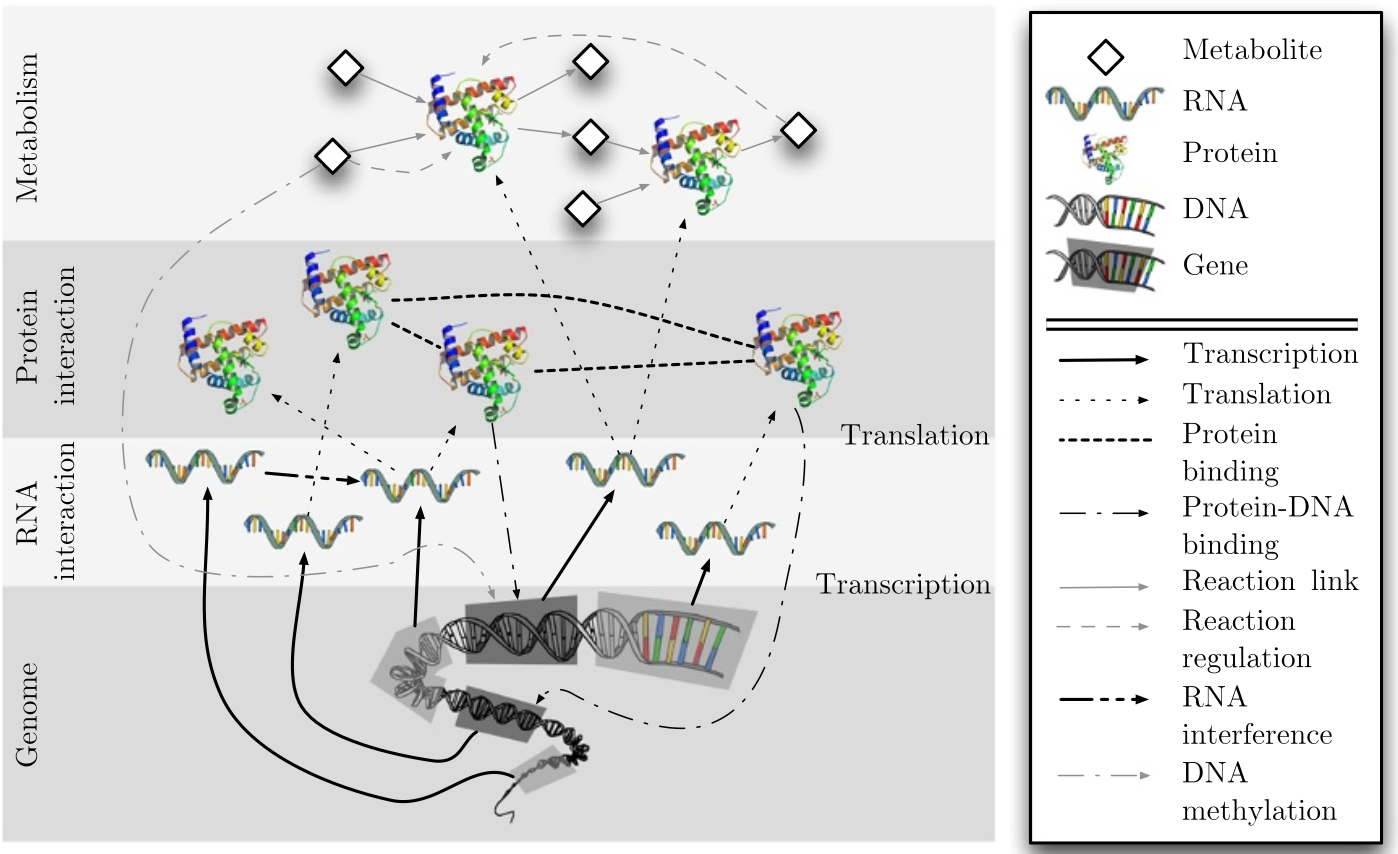 Metabolism
Protein
interaction
RNA
interaction
Genome
Translation
Transcription
Metabolite
RNA
Protein
DNA
Gene
Transcription
Translation
Protein
binding
Protein-DNA
binding
Reaction link
Reaction
regulation
RNA
interference
DNA
methylation